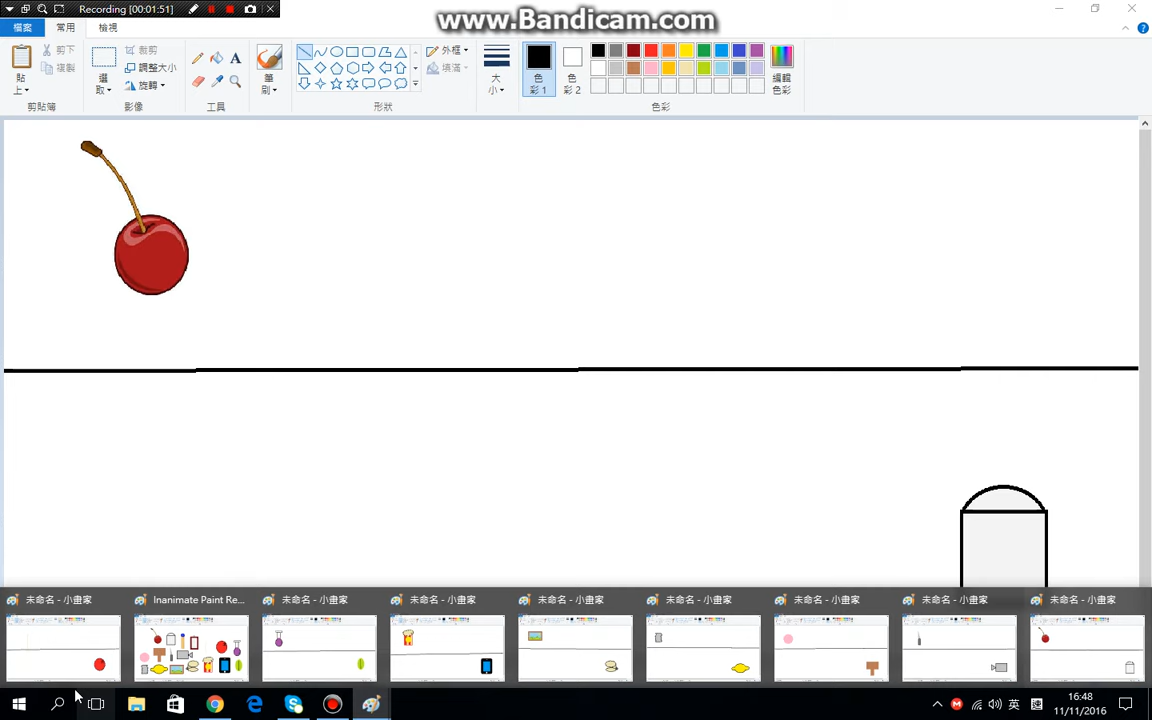 Recording [00:01:51]
www.Bandicam.com
檔案 常用 檢視
貼上 剪下 複製 選取 裁剪 調整大小 旋轉 筆刷 外框 填滿 大小 色彩 1 色彩 2 編輯色彩
剪貼簿 影像 工具 形狀 色彩
未命名 - 小畫家 Inanimate Paint Re... 未命名 - 小畫家 未命名 - 小畫家 未命名 - 小畫家 未命名 - 小畫家 未命名 - 小畫家 未命名 - 小畫家 未命名 - 小畫家
英 16:48
11/11/2016